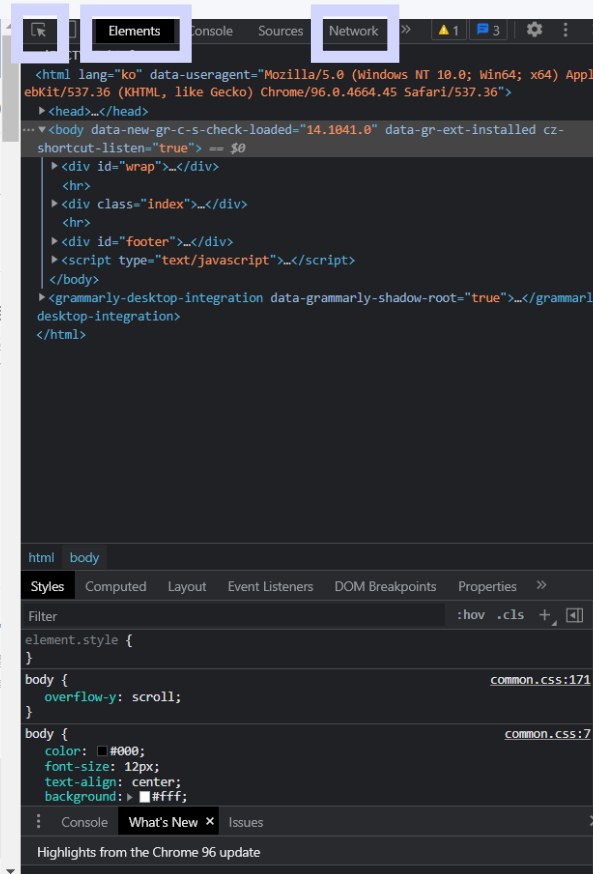 Elements Console Sources Network » 1 3
<html lang="ko" data-useragent="Mozilla/5.0 (Windows NT 10.0; Win64; x64) Appl
ebKit/537.36 (KHTML, like Gecko) Chrome/96.0.4664.45 Safari/537.36">
<head>…</head>
…<body data-new-gr-c-s-check-loaded="14.1041.0" data-gr-ext-installed cz-
shortcut-listen="true"> == $0
<div id="wrap">…</div>
<hr>
<div class="index">…</div>
<hr>
<div id="footer">…</div>
<script type="text/javascript">…</script>
</body>
<grammarly-desktop-integration data-grammarly-shadow-root="true">…</grammarl
desktop-integration>
</html>
html body
Styles Computed Layout Event Listeners DOM Breakpoints Properties »
Filter :hov .cls +
element.style {
}
body { common.css:171
overflow-y: scroll;
}
body { common.css:7
color: #000;
font-size: 12px;
text-align: center;
background: #fff;
Console What's New × Issues
Highlights from the Chrome 96 update